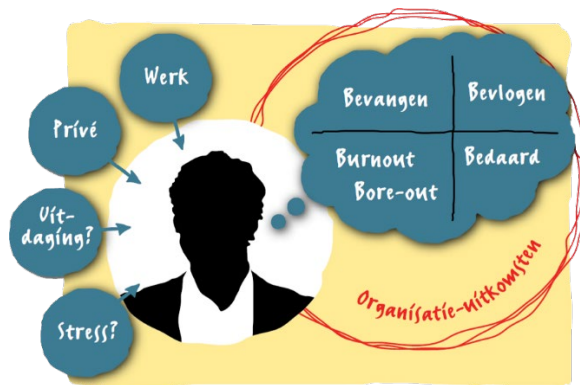 Werk
Privé
Uit-
daging?
Stress?
Bevangen
Bevlogen
Burnout
Bore-out
Bedaard
Organisatie-uitkomsten